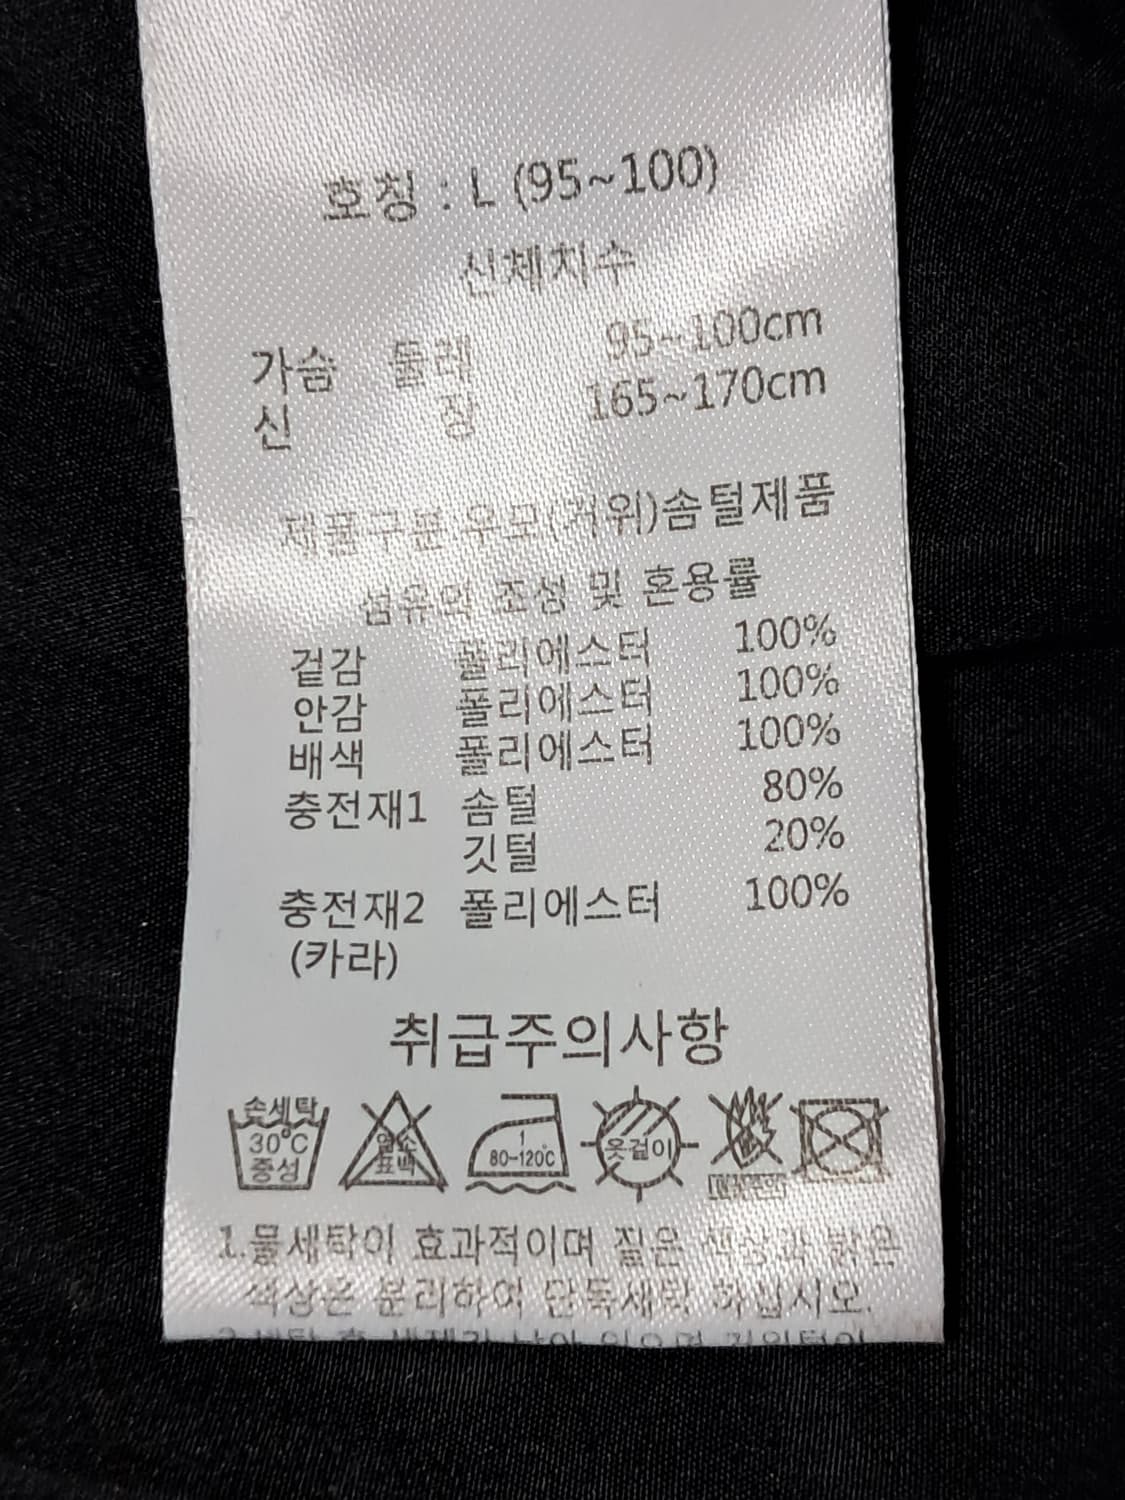 호칭 : L (95~100)
신체치수
가슴 둘레 95~100cm
신 장 165~170cm
제품구분:우모(거위)솜털제품
섬유의 조성 및 혼용률
겉감 폴리에스터 100%
안감 폴리에스터 100%
배색 폴리에스터 100%
충전재1 솜털 80%
깃털 20%
충전재2 폴리에스터 100%
(카라)
취급주의사항
손세탁
30℃
중성
염소
표백
1
80~120℃
옷걸이
1.물세탁이 효과적이며 짙은 색상과 밝은
색상은 분리하여 단독세탁 하십시오.